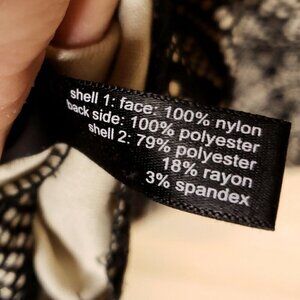 shell 1: face: 100% nylon
back side: 100% polyester
shell 2: 79% polyester
18% rayon
3% spandex